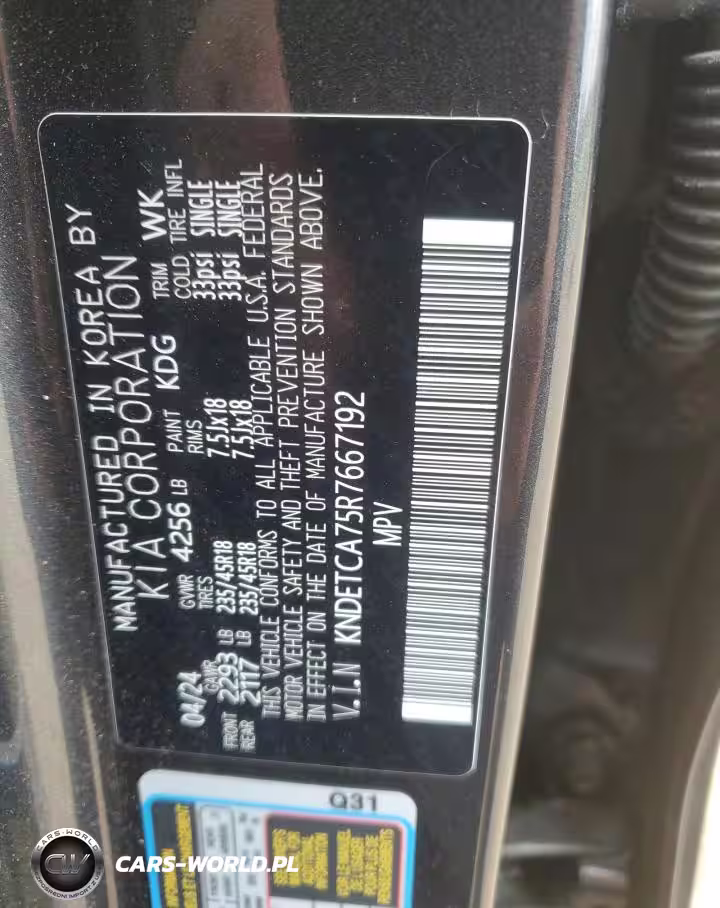 MANUFACTURED IN KOREA BY
KIA CORPORATION
04/24 GVWR 4256 LB PAINT KDG TRIM WK
GAWR TIRES RIMS COLD TIRE INFL
FRONT 2293 LB 235/45R18 7.5Jx18 33psi SINGLE
REAR 2117 LB 235/45R18 7.5Jx18 33psi SINGLE
THIS VEHICLE CONFORMS TO ALL APPLICABLE U.S.A. FEDERAL
MOTOR VEHICLE SAFETY AND THEFT PREVENTION STANDARDS
IN EFFECT ON THE DATE OF MANUFACTURE SHOWN ABOVE.
V.I.N KNDETCA75R7667192
MPV
Q31
CARS-WORLD
CW
CARS-WORLD.PL